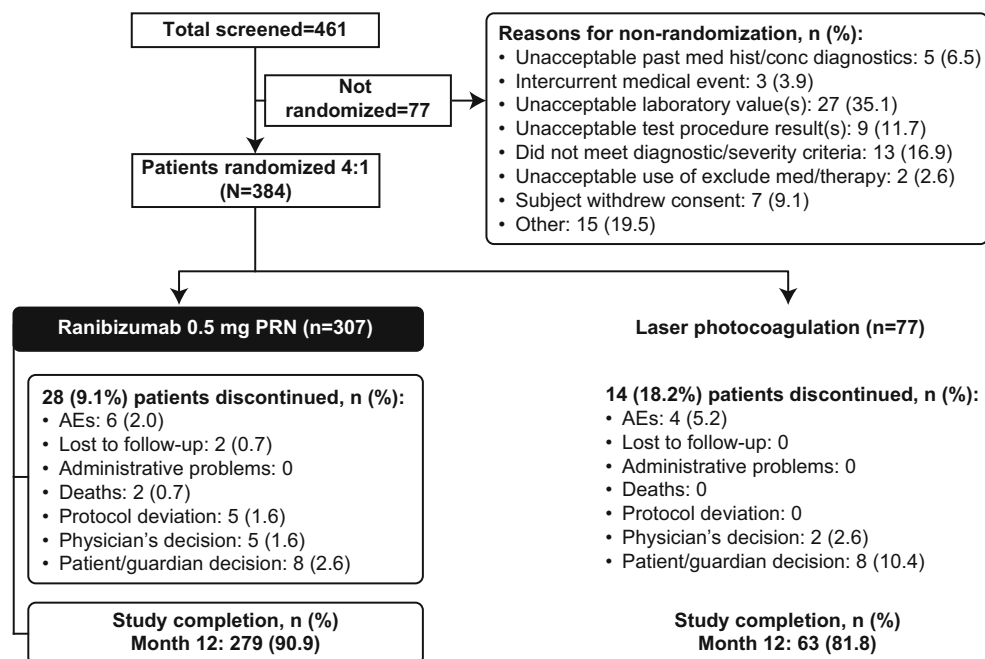 Total screened=461
Not
randomized=77
Reasons for non-randomization, n (%):
• Unacceptable past med hist/conc diagnostics: 5 (6.5)
• Intercurrent medical event: 3 (3.9)
• Unacceptable laboratory value(s): 27 (35.1)
• Unacceptable test procedure result(s): 9 (11.7)
• Did not meet diagnostic/severity criteria: 13 (16.9)
• Unacceptable use of exclude med/therapy: 2 (2.6)
• Subject withdrew consent: 7 (9.1)
• Other: 15 (19.5)
Patients randomized 4:1
(N=384)
Ranibizumab 0.5 mg PRN (n=307)
28 (9.1%) patients discontinued, n (%):
• AEs: 6 (2.0)
• Lost to follow-up: 2 (0.7)
• Administrative problems: 0
• Deaths: 2 (0.7)
• Protocol deviation: 5 (1.6)
• Physician’s decision: 5 (1.6)
• Patient/guardian decision: 8 (2.6)
Study completion, n (%)
Month 12: 279 (90.9)
Laser photocoagulation (n=77)
14 (18.2%) patients discontinued, n (%):
• AEs: 4 (5.2)
• Lost to follow-up: 0
• Administrative problems: 0
• Deaths: 0
• Protocol deviation: 0
• Physician’s decision: 2 (2.6)
• Patient/guardian decision: 8 (10.4)
Study completion, n (%)
Month 12: 63 (81.8)